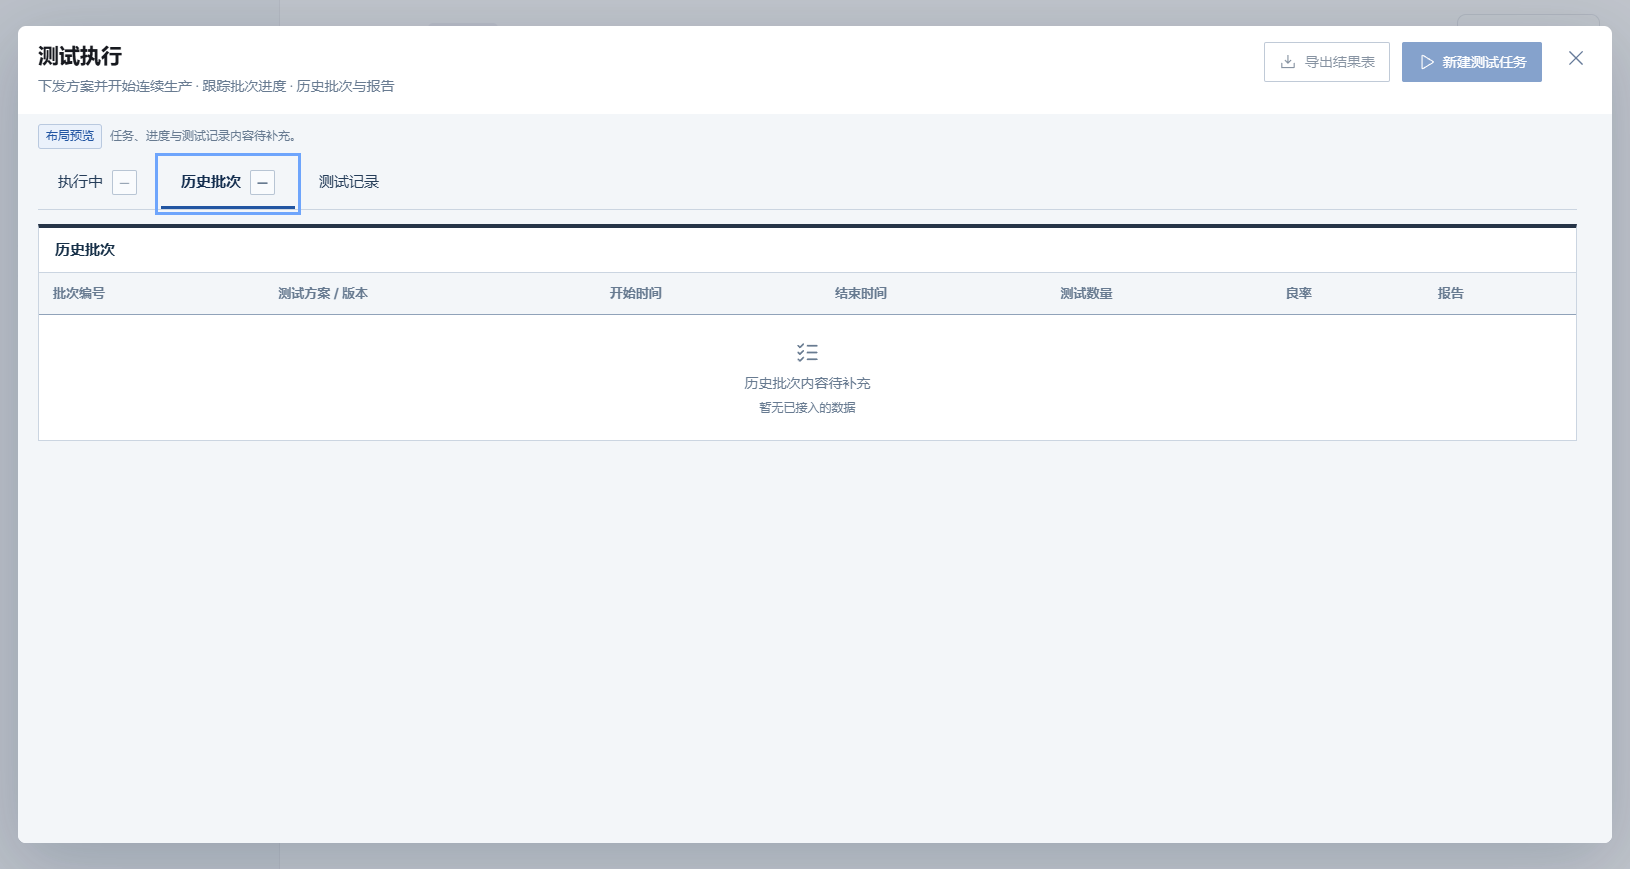 测试执行
下发方案并开始连续生产 · 跟踪批次进度 · 历史批次与报告
导出结果表
新建测试任务
布局预览
任务、进度与测试记录内容待补充。
执行中 —
历史批次 —
测试记录
历史批次
批次编号 测试方案 / 版本 开始时间 结束时间 测试数量 良率 报告
历史批次内容待补充
暂无已接入的数据